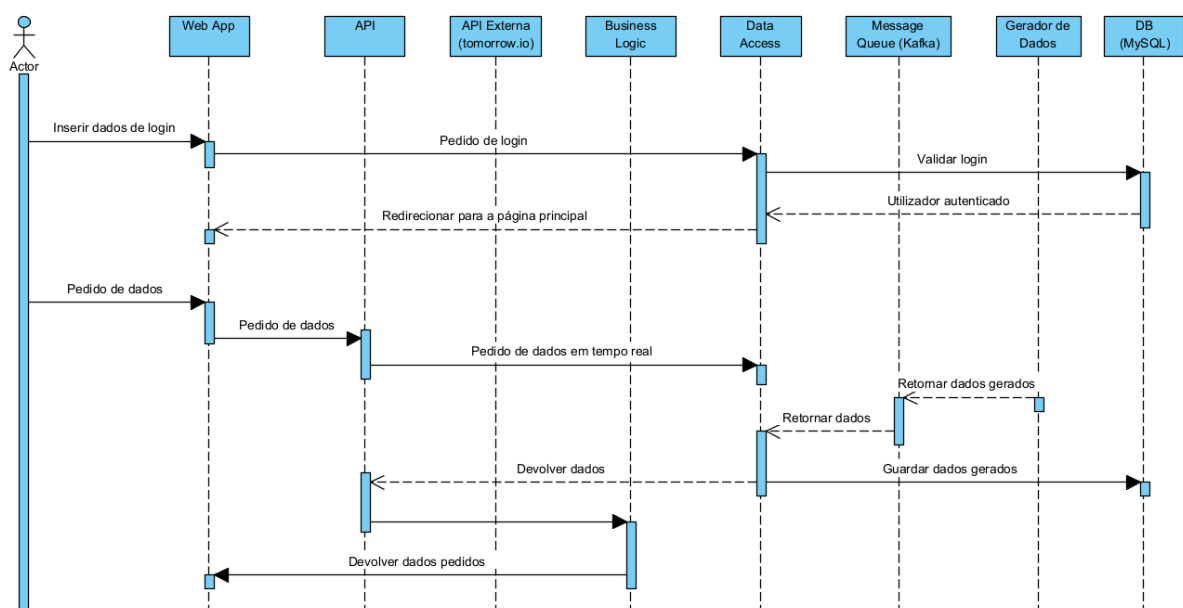 Web App
API
API Externa
(tomorrow.io)
Business
Logic
Data
Access
Message
Queue (Kafka)
Gerador de
Dados
DB
(MySQL)
Actor
Inserir dados de login
Pedido de login
Validar login
Utilizador autenticado
Redirecionar para a página principal
Pedido de dados
Pedido de dados
Pedido de dados em tempo real
Retornar dados gerados
Retornar dados
Devolver dados
Guardar dados gerados
Devolver dados pedidos